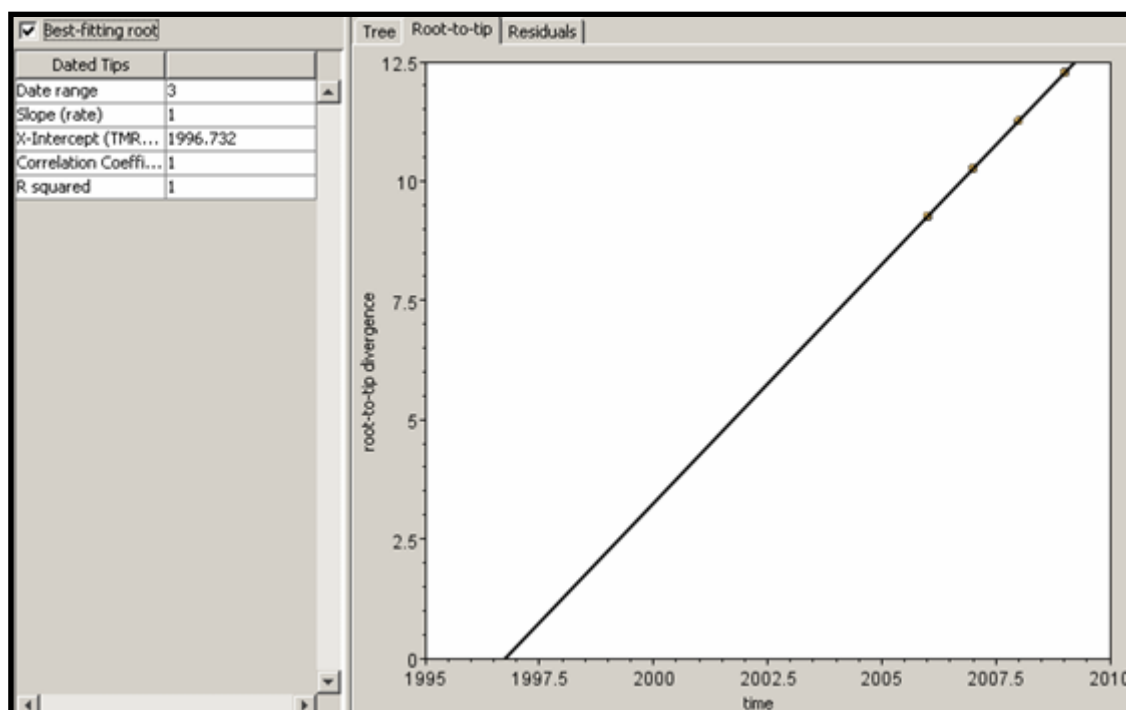 Best-fitting root
Dated Tips
Date range 3
Slope (rate) 1
X-Intercept (TMR... 1996.732
Correlation Coeffi... 1
R squared 1
Tree Root-to-tip Residuals
12.5
10
7.5
5
2.5
0
root-to-tip divergence
1995 1997.5 2000 2002.5 2005 2007.5 2010
time